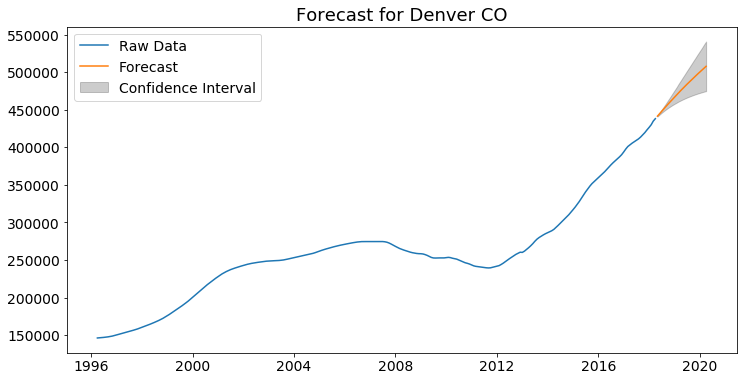 Forecast for Denver CO
550000
500000
450000
400000
350000
300000
250000
200000
150000
Raw Data
Forecast
Confidence Interval
1996 2000 2004 2008 2012 2016 2020